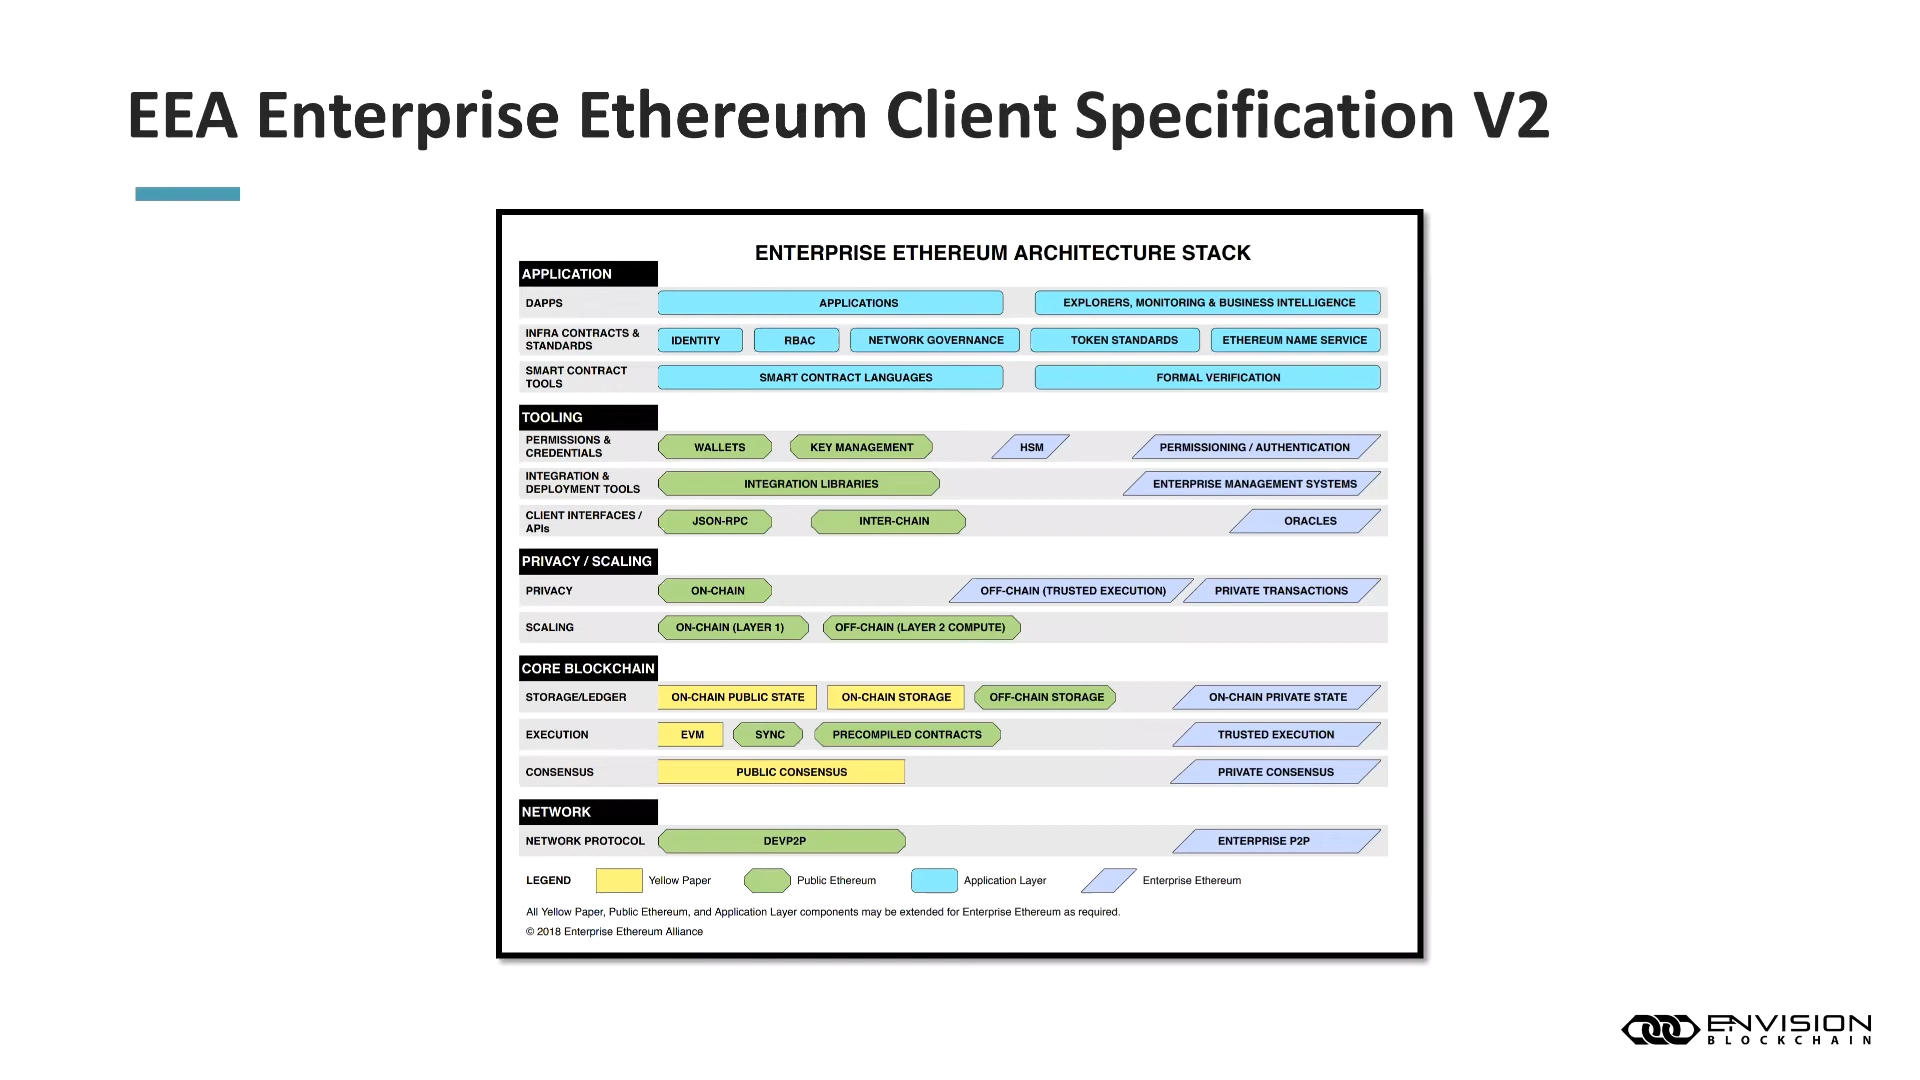 EEA Enterprise Ethereum Client Specification V2
ENTERPRISE ETHEREUM ARCHITECTURE STACK
APPLICATION
DAPPS
APPLICATIONS
EXPLORERS, MONITORING & BUSINESS INTELLIGENCE
INFRA CONTRACTS &
STANDARDS
IDENTITY
RBAC
NETWORK GOVERNANCE
TOKEN STANDARDS
ETHEREUM NAME SERVICE
SMART CONTRACT
TOOLS
SMART CONTRACT LANGUAGES
FORMAL VERIFICATION
TOOLING
PERMISSIONS &
CREDENTIALS
WALLETS
KEY MANAGEMENT
HSM
PERMISSIONING / AUTHENTICATION
INTEGRATION &
DEPLOYMENT TOOLS
INTEGRATION LIBRARIES
ENTERPRISE MANAGEMENT SYSTEMS
CLIENT INTERFACES /
APIs
JSON-RPC
INTER-CHAIN
ORACLES
PRIVACY / SCALING
PRIVACY
ON-CHAIN
OFF-CHAIN (TRUSTED EXECUTION)
PRIVATE TRANSACTIONS
SCALING
ON-CHAIN (LAYER 1)
OFF-CHAIN (LAYER 2 COMPUTE)
CORE BLOCKCHAIN
STORAGE/LEDGER
ON-CHAIN PUBLIC STATE
ON-CHAIN STORAGE
OFF-CHAIN STORAGE
ON-CHAIN PRIVATE STATE
EXECUTION
EVM
SYNC
PRECOMPILED CONTRACTS
TRUSTED EXECUTION
CONSENSUS
PUBLIC CONSENSUS
PRIVATE CONSENSUS
NETWORK
NETWORK PROTOCOL
DEVP2P
ENTERPRISE P2P
LEGEND
Yellow Paper
Public Ethereum
Application Layer
Enterprise Ethereum
All Yellow Paper, Public Ethereum, and Application Layer components may be extended for Enterprise Ethereum as required.
© 2018 Enterprise Ethereum Alliance
ENVISION
BLOCKCHAIN